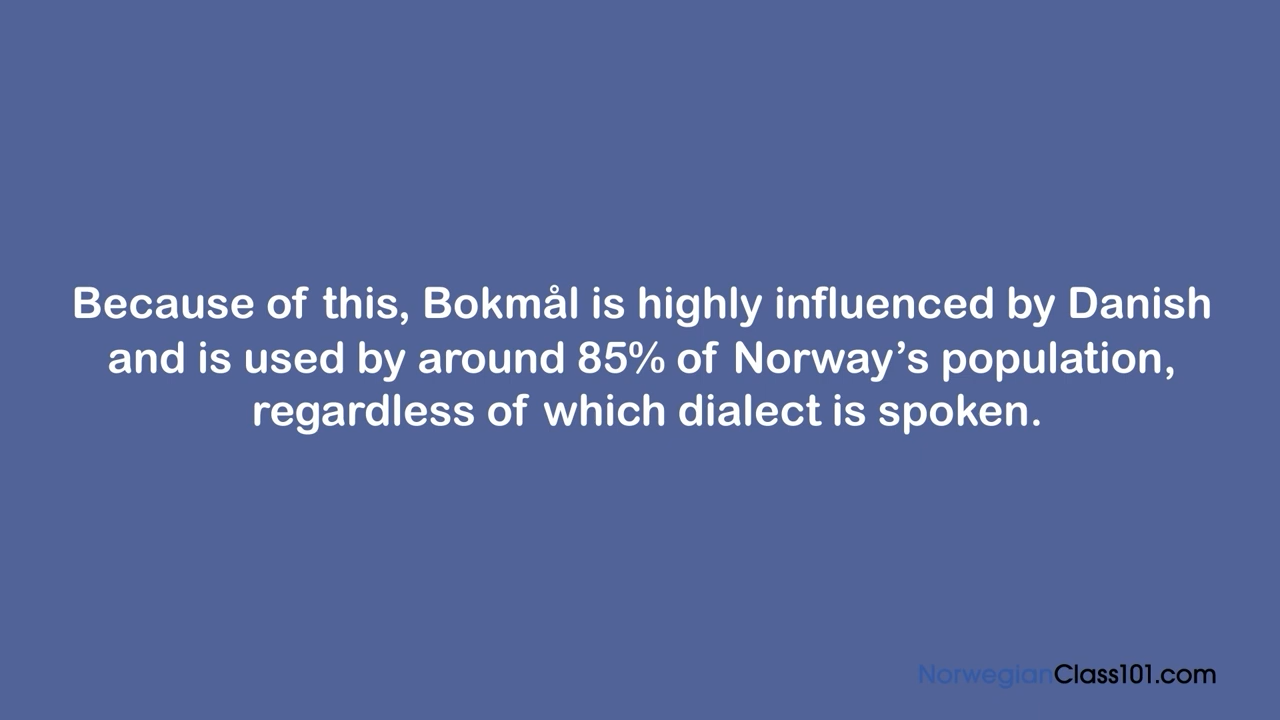 Because of this, Bokmål is highly influenced by Danish
and is used by around 85% of Norway’s population,
regardless of which dialect is spoken.
NorwegianClass101.com